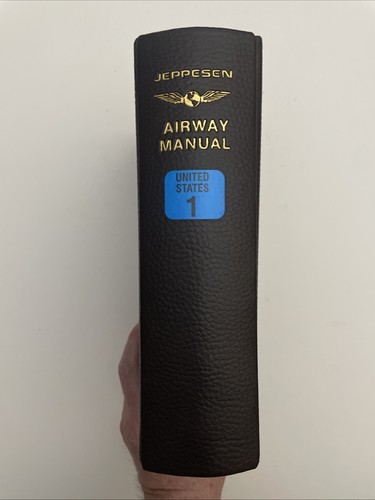 JEPPESEN
AIRWAY
MANUAL
UNITED
STATES
1